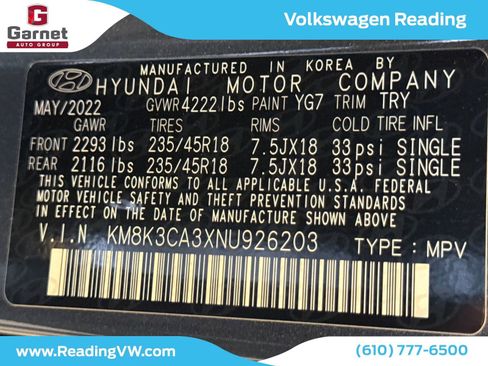 Garnet
AUTO GROUP
Volkswagen Reading
MANUFACTURED IN KOREA BY
HYUNDAI MOTOR COMPANY
MAY/2022 GVWR 4222lbs PAINT YG7 TRIM TRY
GAWR TIRES RIMS COLD TIRE INFL
FRONT 2293lbs 235/45R18 7.5JX18 33psi SINGLE
REAR 2116lbs 235/45R18 7.5JX18 33psi SINGLE
THIS VEHICLE CONFORMS TO ALL APPLICABLE U.S.A. FEDERAL
MOTOR VEHICLE SAFETY, BUMPER, AND THEFT PREVENTION STANDARDS
IN EFFECT ON THE DATE OF MANUFACTURE SHOWN ABOVE.
V.I.N. KM8K3CA3XNU926203 TYPE: MPV
www.ReadingVW.com
(610) 777-6500